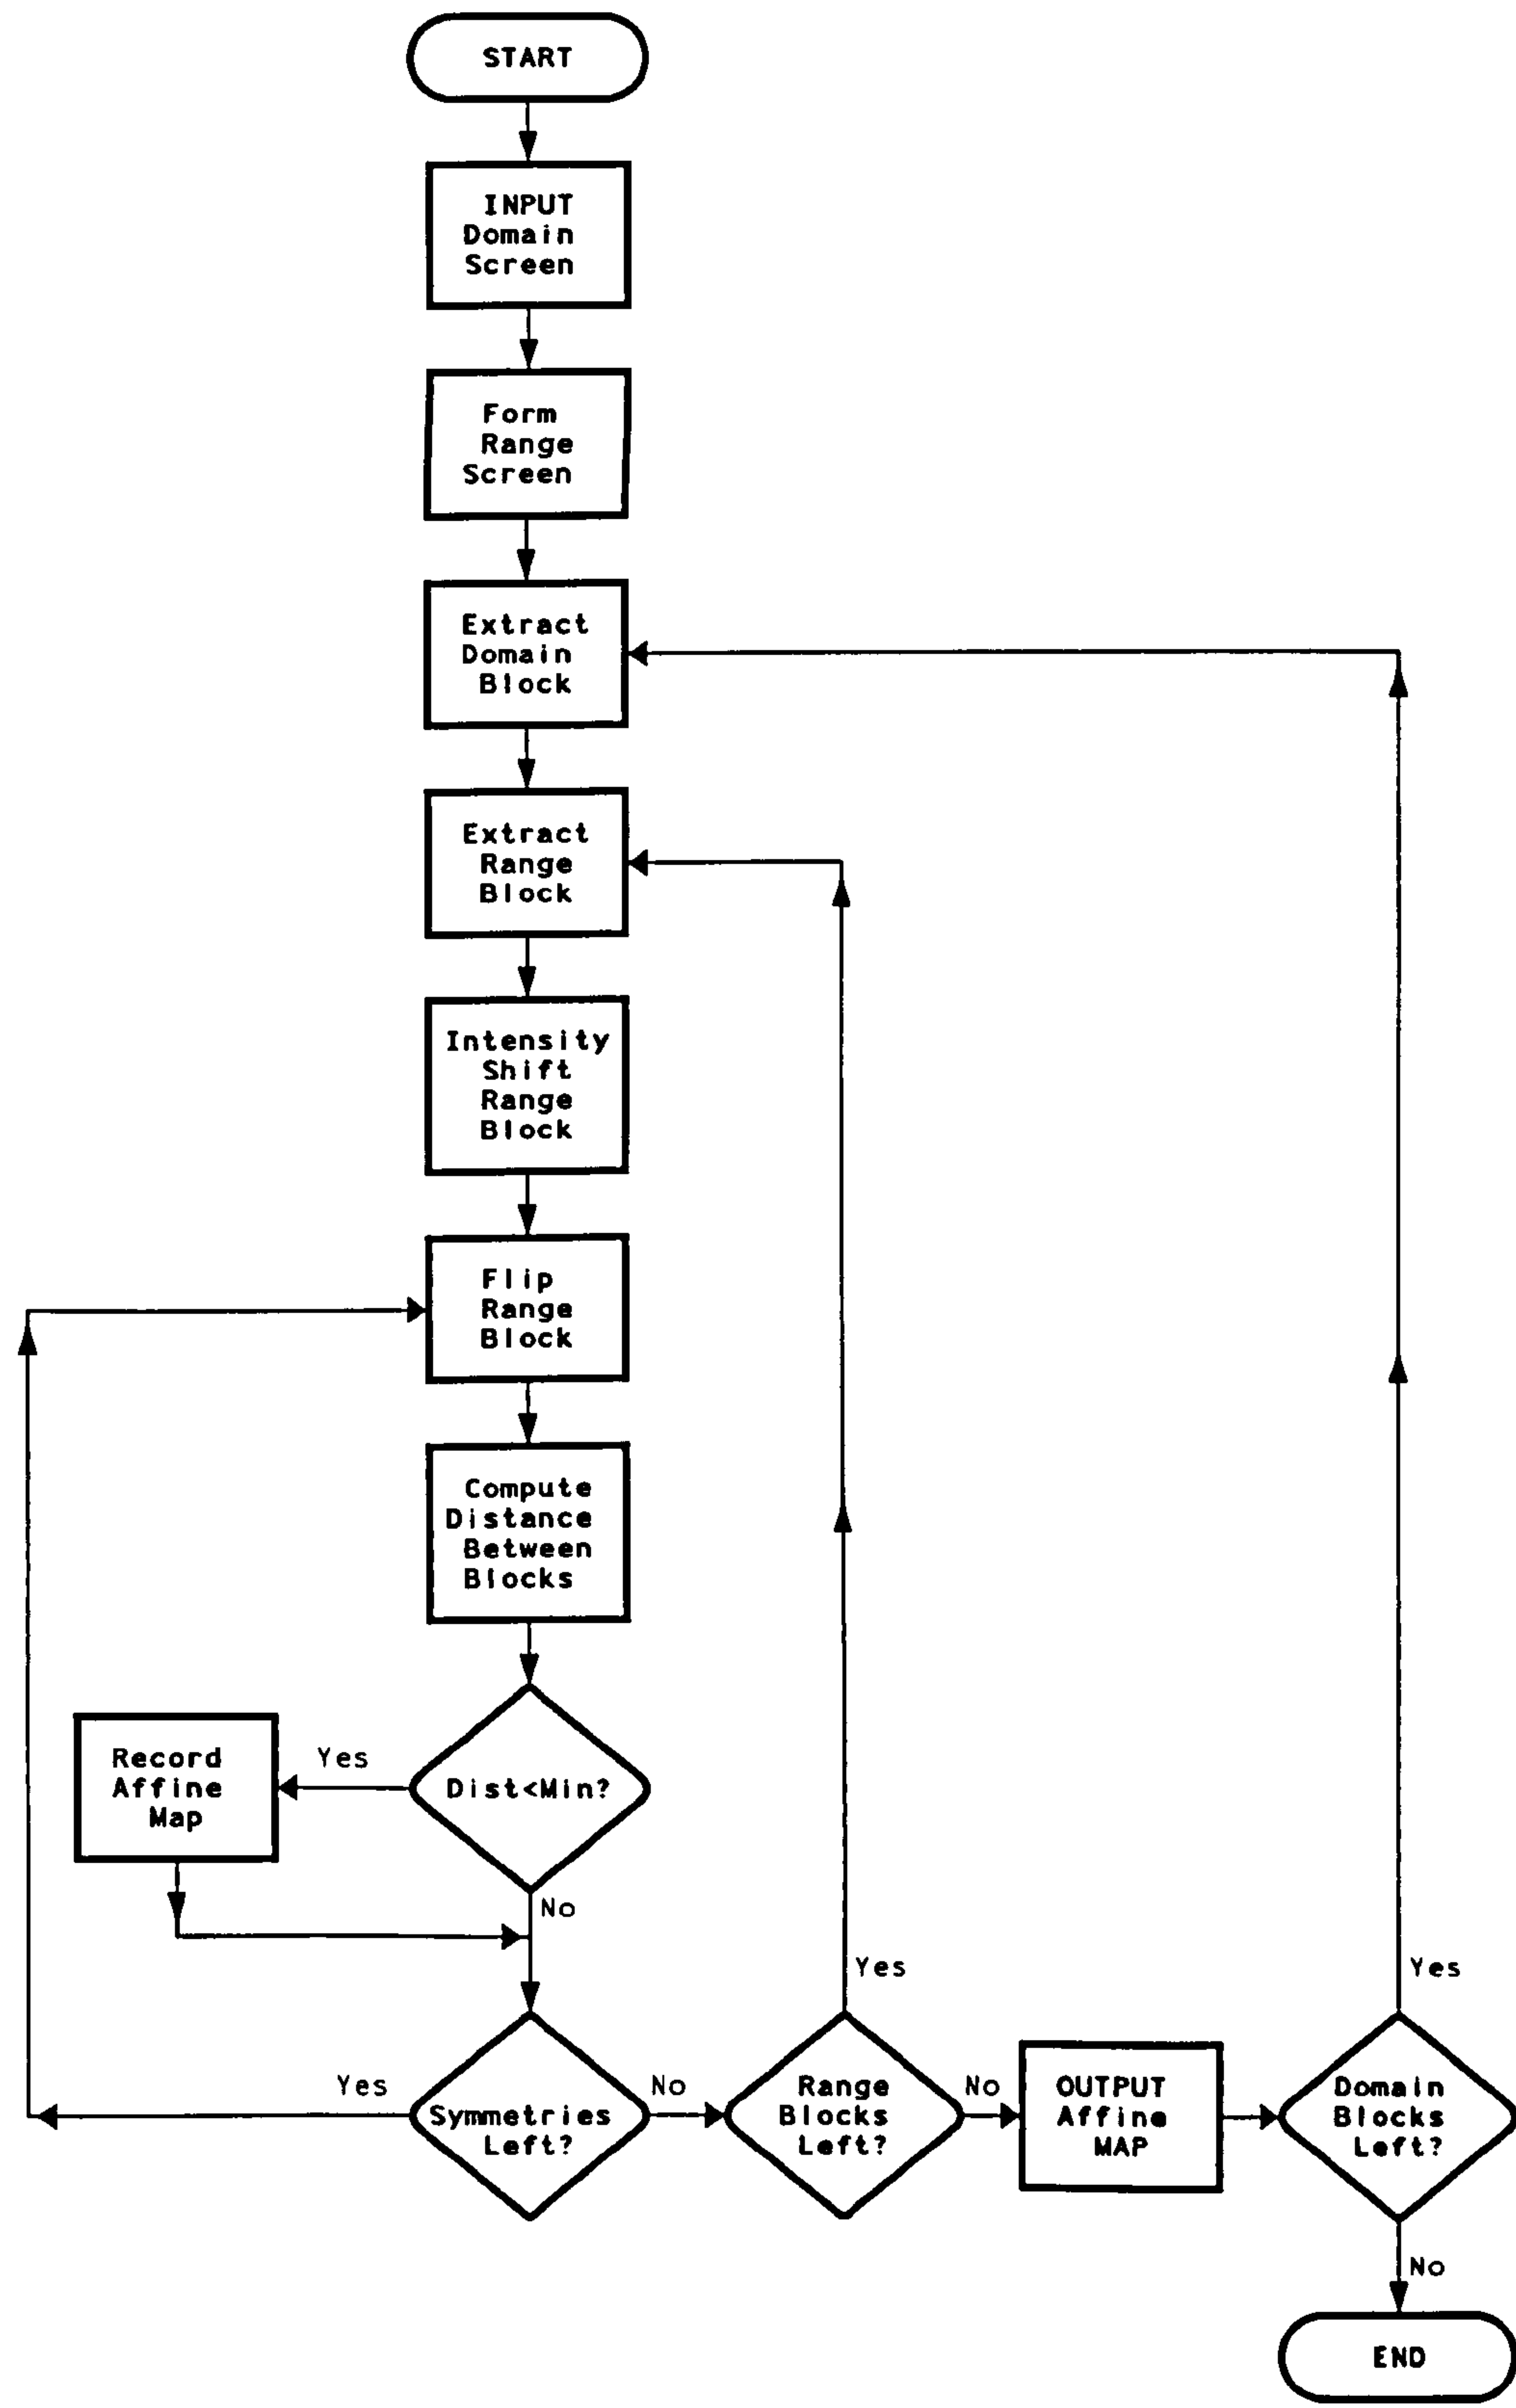 START
INPUT
Domain
Screen
Form
Range
Screen
Extract
Domain
Block
Extract
Range
Block
Intensity
Shift
Range
Block
Flip
Range
Block
Compute
Distance
Between
Blocks
Dist<Min?
Yes
Record
Affine
Map
No
Symmetries
Left?
Yes
No
Range
Blocks
Left?
Yes
No
OUTPUT
Affine
MAP
Domain
Blocks
Left?
Yes
No
END